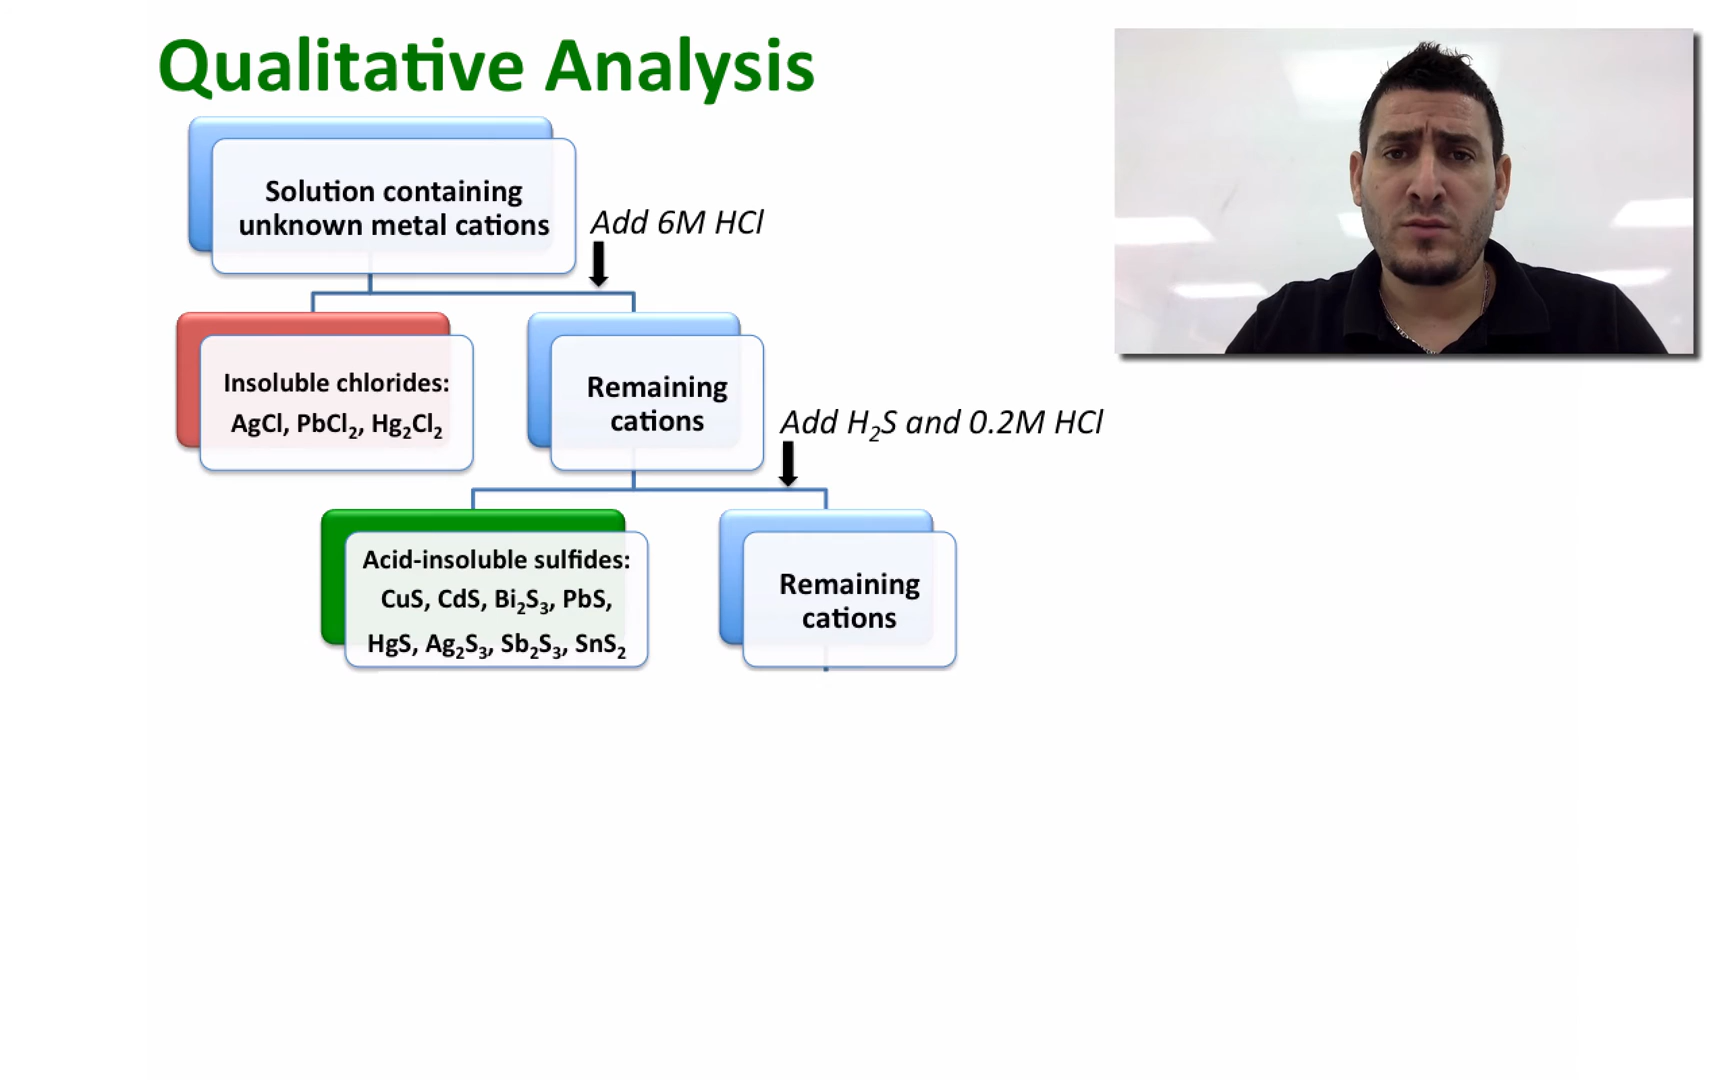 Qualitative Analysis
Solution containing
unknown metal cations
Add 6M HCl
Insoluble chlorides:
AgCl, PbCl₂, Hg₂Cl₂
Remaining
cations
Add H₂S and 0.2M HCl
Acid-insoluble sulfides:
CuS, CdS, Bi₂S₃, PbS,
HgS, Ag₂S₃, Sb₂S₃, SnS₂
Remaining
cations